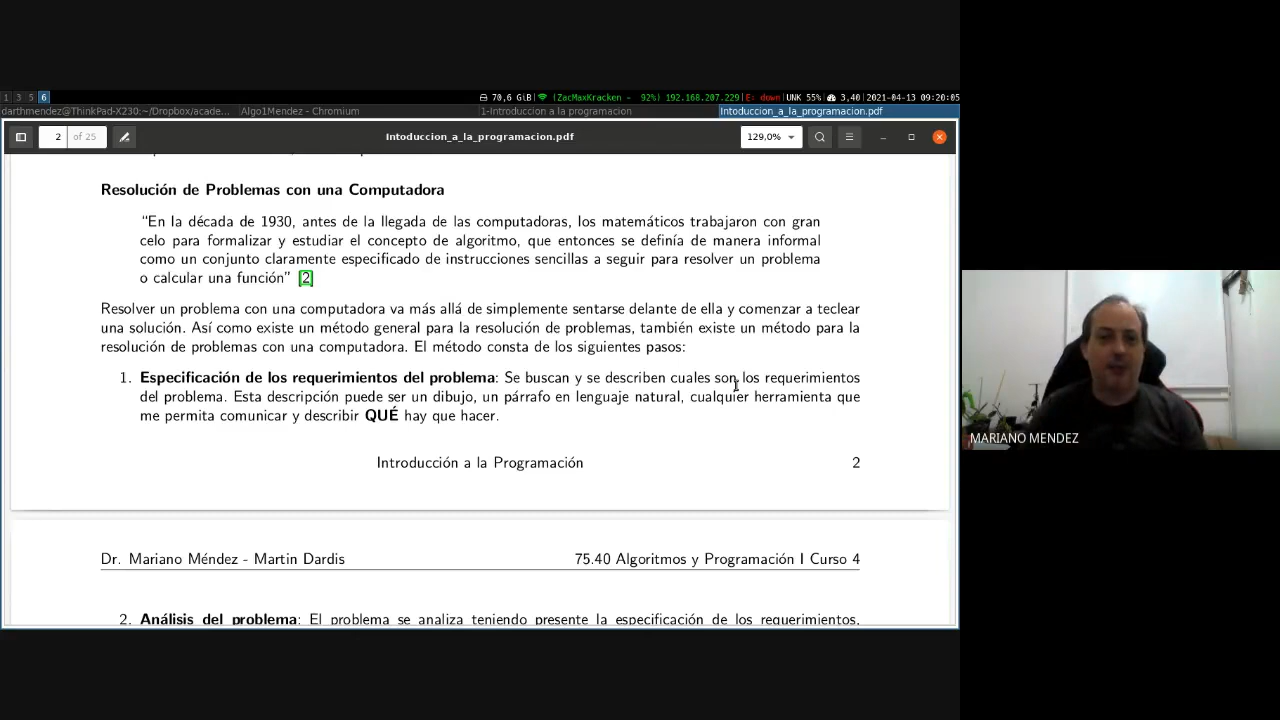 1 3 5 6
70,6 GiB (ZacMaxKracken - 92%) 192.168.207.229 E: down UNK 55% 3,40 2021-04-13 09:20:05
darthmendez@ThinkPad-X230:~/Dropbox/acade... Algo1Mendez - Chromium 1-Introduccion a la programacion Intoduccion_a_la_programacion.pdf
2 of 25 Intoduccion_a_la_programacion.pdf 129,0%
Resolución de Problemas con una Computadora
“En la década de 1930, antes de la llegada de las computadoras, los matemáticos trabajaron con gran
celo para formalizar y estudiar el concepto de algoritmo, que entonces se definía de manera informal
como un conjunto claramente especificado de instrucciones sencillas a seguir para resolver un problema
o calcular una función” [2]
Resolver un problema con una computadora va más allá de simplemente sentarse delante de ella y comenzar a teclear
una solución. Así como existe un método general para la resolución de problemas, también existe un método para la
resolución de problemas con una computadora. El método consta de los siguientes pasos:
1. Especificación de los requerimientos del problema: Se buscan y se describen cuales son los requerimientos
del problema. Esta descripción puede ser un dibujo, un párrafo en lenguaje natural, cualquier herramienta que
me permita comunicar y describir QUÉ hay que hacer.
Introducción a la Programación 2
Dr. Mariano Méndez - Martin Dardis 75.40 Algoritmos y Programación I Curso 4
2. Análisis del problema: El problema se analiza teniendo presente la especificación de los requerimientos,
MARIANO MENDEZ